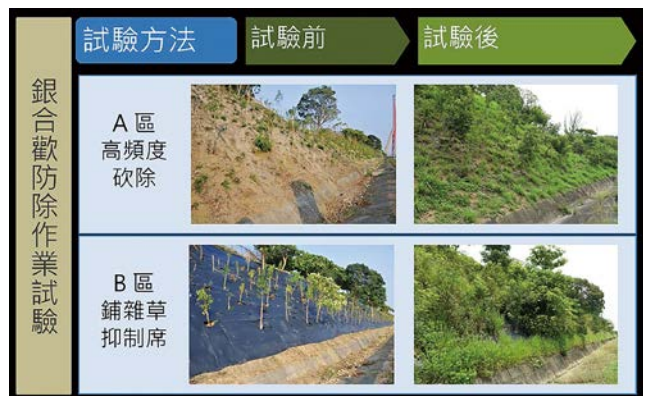 試驗方法
試驗前
試驗後
銀合歡防除作業試驗
A 區
高頻度
砍除
B 區
鋪雜草
抑制席